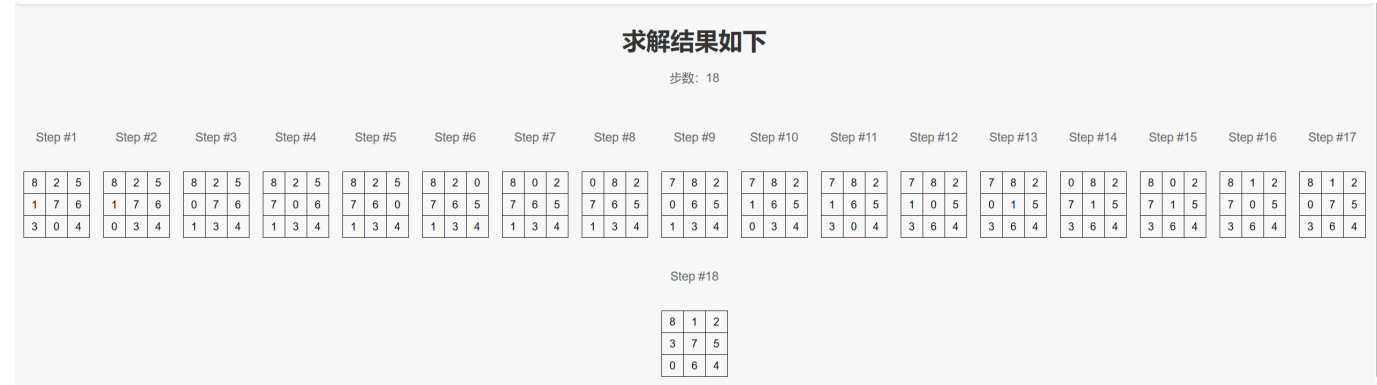 求解结果如下
步数：18
Step #1 Step #2 Step #3 Step #4 Step #5 Step #6 Step #7 Step #8 Step #9 Step #10 Step #11 Step #12 Step #13 Step #14 Step #15 Step #16 Step #17
8 2 5 8 2 5 8 2 5 8 2 5 8 2 5 8 2 0 8 0 2 0 8 2 7 8 2 7 8 2 7 8 2 7 8 2 7 8 2 0 8 2 8 0 2 8 1 2 8 1 2
1 7 6 1 7 6 0 7 6 7 0 6 7 6 0 7 6 5 7 6 5 7 6 5 0 6 5 1 6 5 1 6 5 1 0 5 0 1 5 7 1 5 7 1 5 7 0 5 0 7 5
3 0 4 0 3 4 1 3 4 1 3 4 1 3 4 1 3 4 1 3 4 1 3 4 1 3 4 0 3 4 3 0 4 3 6 4 3 6 4 3 6 4 3 6 4 3 6 4 3 6 4
Step #18
8 1 2
3 7 5
0 6 4